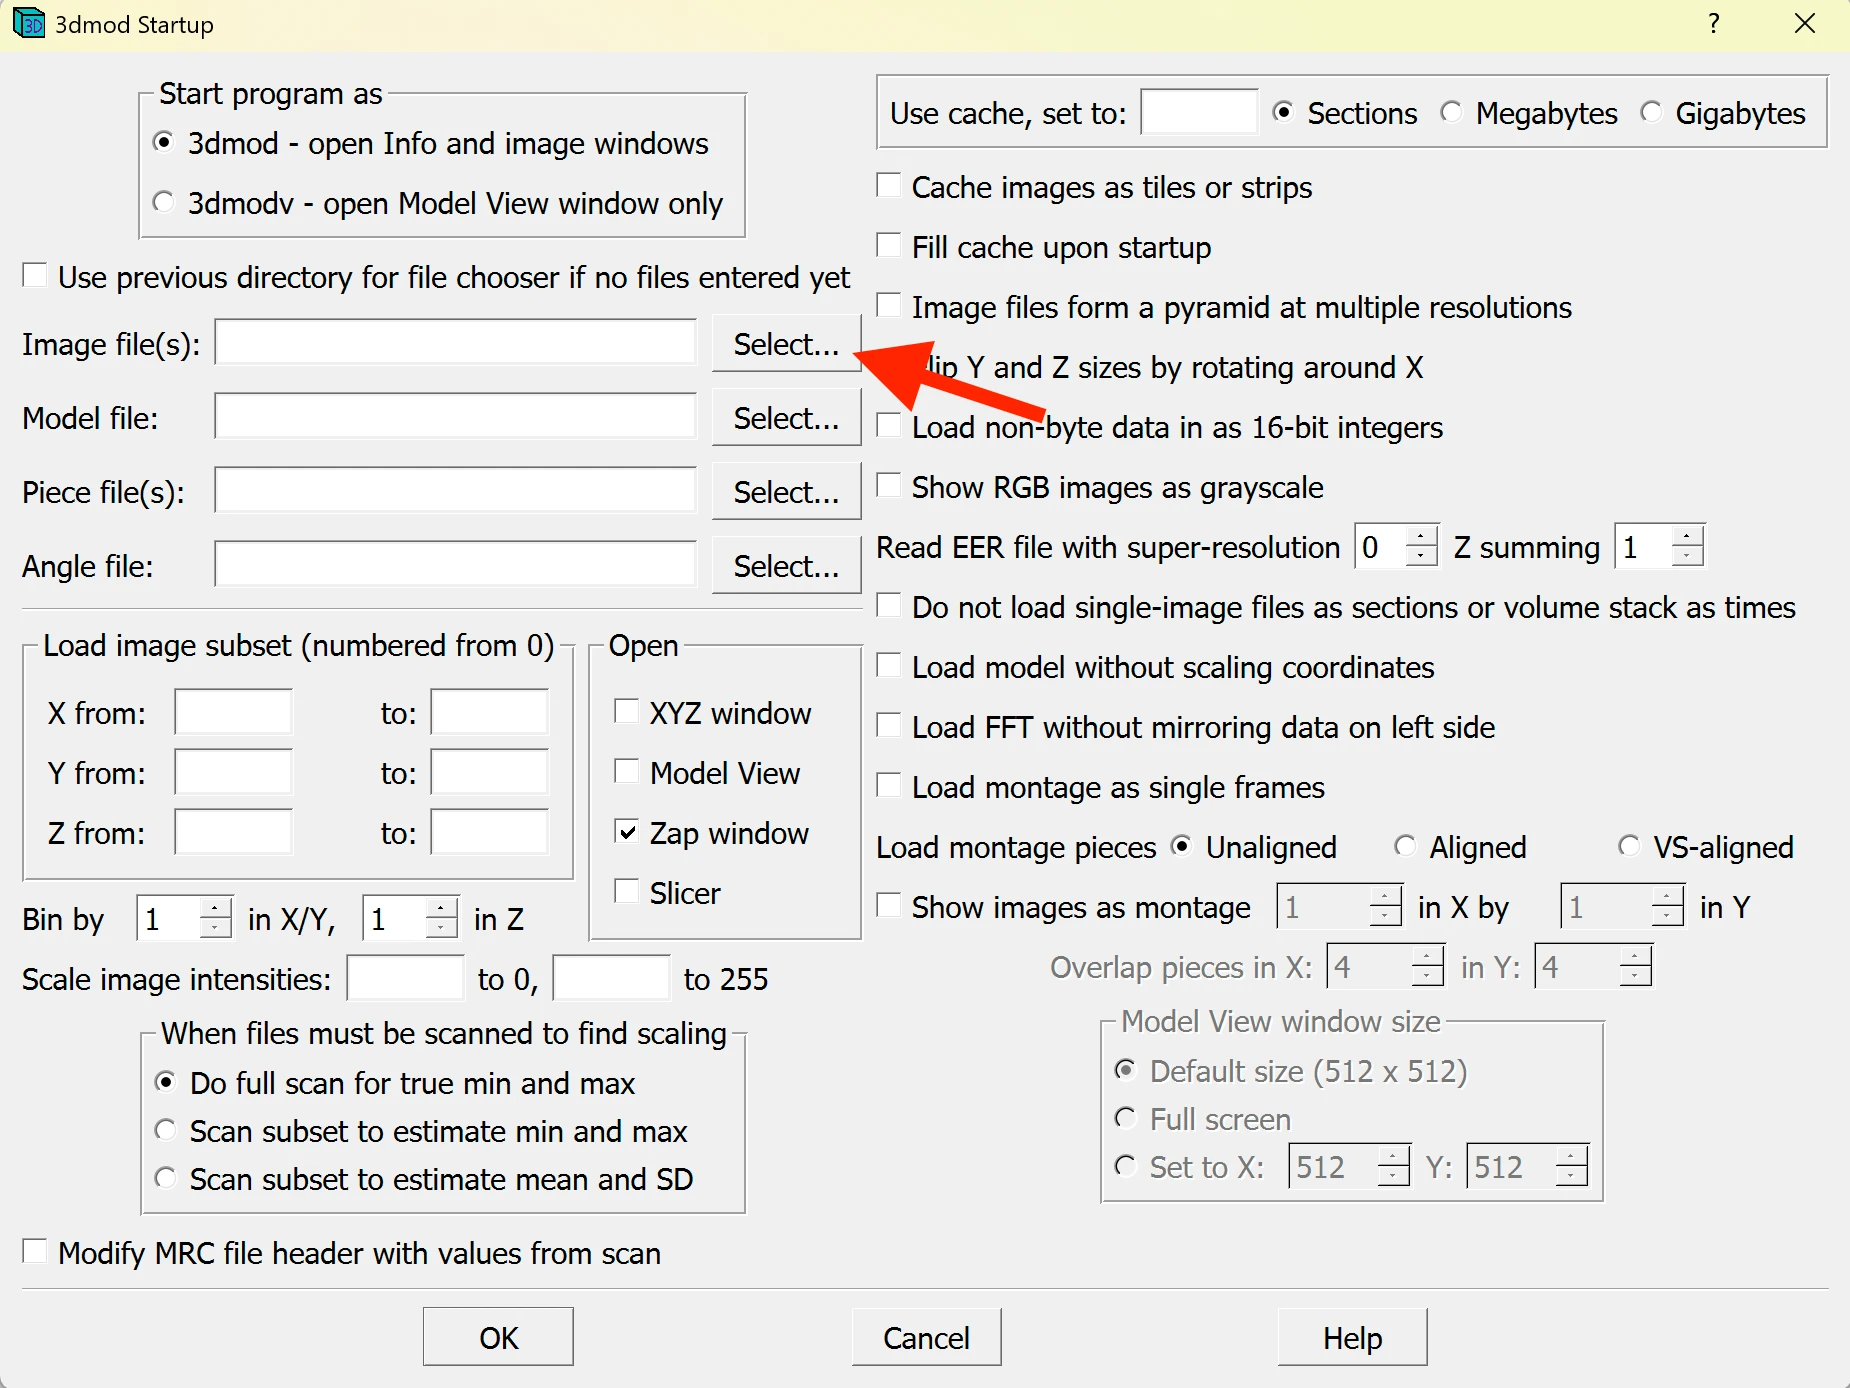 3dmod Startup
?
Start program as
3dmod - open Info and image windows
3dmodv - open Model View window only
Use previous directory for file chooser if no files entered yet
Image file(s): Select...
Model file: Select...
Piece file(s): Select...
Angle file: Select...
Load image subset (numbered from 0)
X from: to:
Y from: to:
Z from: to:
Open
XYZ window
Model View
Zap window
Slicer
Bin by 1 in X/Y, 1 in Z
Scale image intensities: to 0, to 255
When files must be scanned to find scaling
Do full scan for true min and max
Scan subset to estimate min and max
Scan subset to estimate mean and SD
Modify MRC file header with values from scan
Use cache, set to: Sections Megabytes Gigabytes
Cache images as tiles or strips
Fill cache upon startup
Image files form a pyramid at multiple resolutions
Y and Z sizes by rotating around X
Load non-byte data in as 16-bit integers
Show RGB images as grayscale
Read EER file with super-resolution 0 Z summing 1
Do not load single-image files as sections or volume stack as times
Load model without scaling coordinates
Load FFT without mirroring data on left side
Load montage as single frames
Load montage pieces Unaligned Aligned VS-aligned
Show images as montage 1 in X by 1 in Y
Overlap pieces in X: 4 in Y: 4
Model View window size
Default size (512 x 512)
Full screen
Set to X: 512 Y: 512
OK Cancel Help